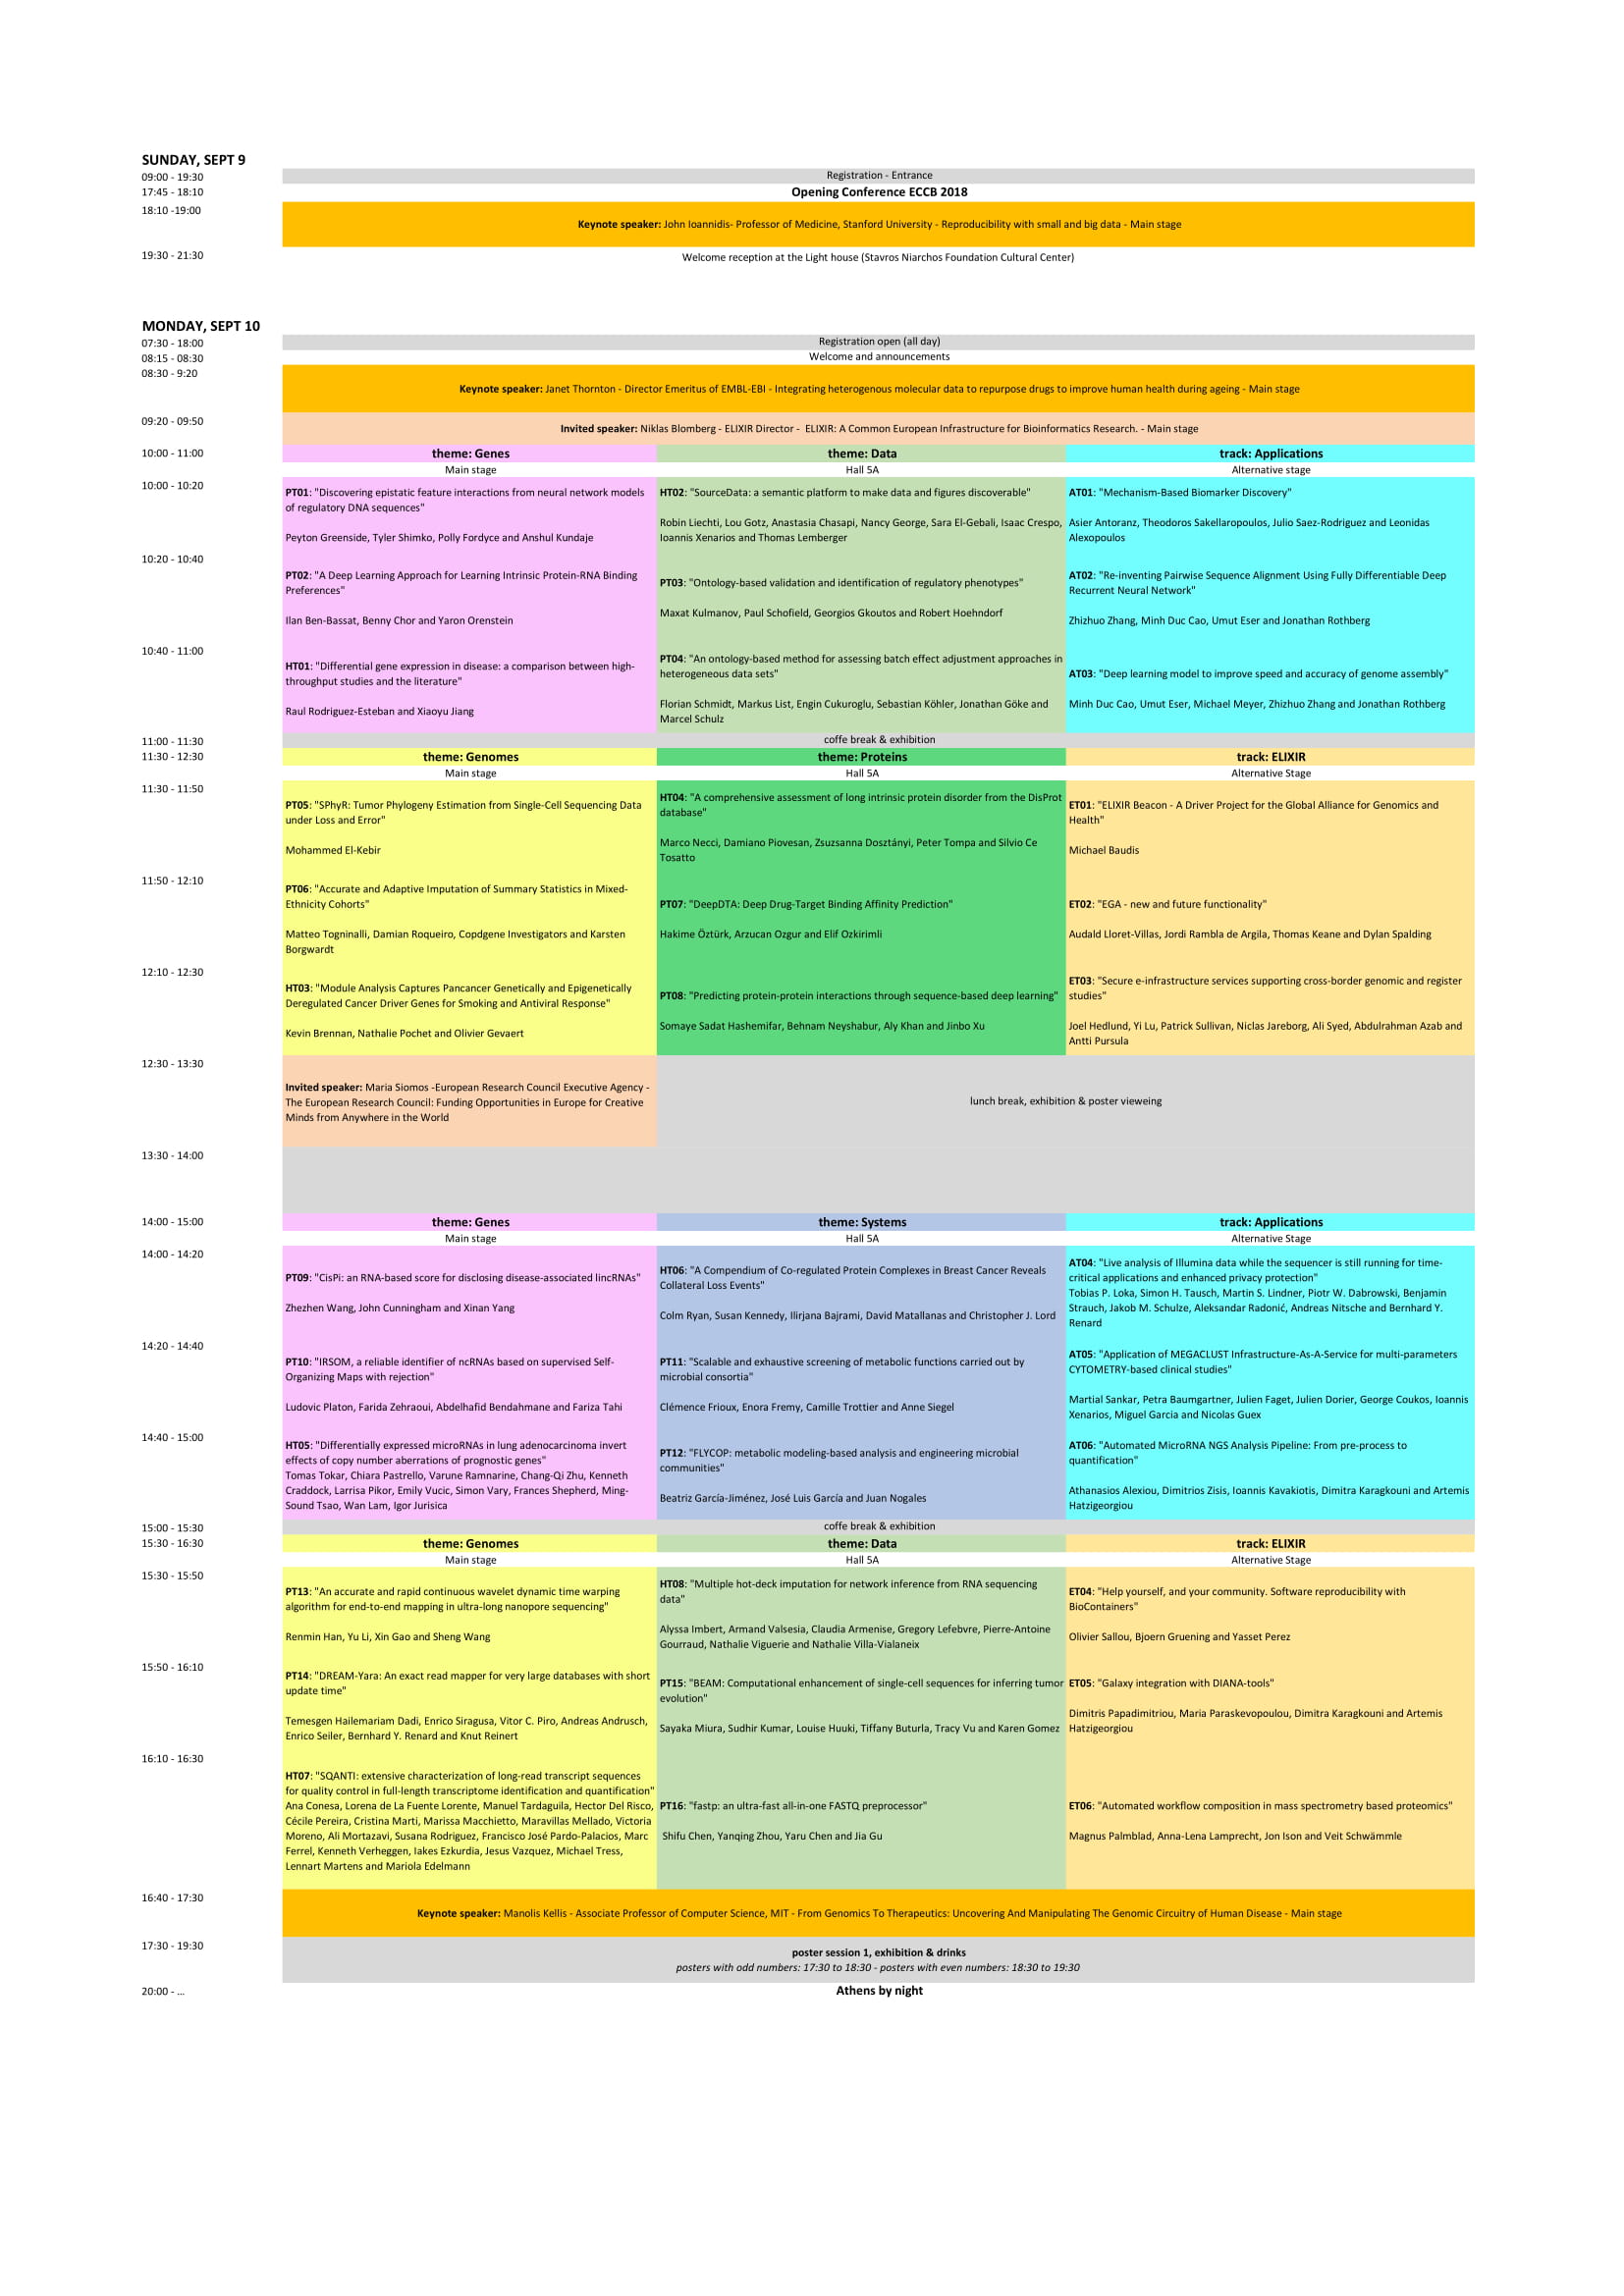 SUNDAY, SEPT 9
09:00 - 19:30
Registration - Entrance
17:45 - 18:10
Opening Conference ECCB 2018
18:10 -19:00
Keynote speaker: John Ioannidis- Professor of Medicine, Stanford University - Reproducibility with small and big data - Main stage
19:30 - 21:30
Welcome reception at the Light house (Stavros Niarchos Foundation Cultural Center)
MONDAY, SEPT 10
07:30 - 18:00
Registration open (all day)
08:15 - 08:30
Welcome and announcements
08:30 - 9:20
Keynote speaker: Janet Thornton - Director Emeritus of EMBL-EBI - Integrating heterogenous molecular data to repurpose drugs to improve human health during ageing - Main stage
09:20 - 09:50
Invited speaker: Niklas Blomberg - ELIXIR Director - ELIXIR: A Common European Infrastructure for Bioinformatics Research. - Main stage
10:00 - 11:00
theme: Genes
theme: Data
track: Applications
Main stage
Hall 5A
Alternative stage
10:00 - 10:20
PT01: "Discovering epistatic feature interactions from neural network models
of regulatory DNA sequences"
Peyton Greenside, Tyler Shimko, Polly Fordyce and Anshul Kundaje
HT02: "SourceData: a semantic platform to make data and figures discoverable"
Robin Liechti, Lou Gotz, Anastasia Chasapi, Nancy George, Sara El-Gebali, Isaac Crespo,
Ioannis Xenarios and Thomas Lemberger
AT01: "Mechanism-Based Biomarker Discovery"
Asier Antoranz, Theodoros Sakellaropoulos, Julio Saez-Rodriguez and Leonidas
Alexopoulos
10:20 - 10:40
PT02: "A Deep Learning Approach for Learning Intrinsic Protein-RNA Binding
Preferences"
Ilan Ben-Bassat, Benny Chor and Yaron Orenstein
PT03: "Ontology-based validation and identification of regulatory phenotypes"
Maxat Kulmanov, Paul Schofield, Georgios Gkoutos and Robert Hoehndorf
AT02: "Re-inventing Pairwise Sequence Alignment Using Fully Differentiable Deep
Recurrent Neural Network"
Zhizhuo Zhang, Minh Duc Cao, Umut Eser and Jonathan Rothberg
10:40 - 11:00
HT01: "Differential gene expression in disease: a comparison between high-
throughput studies and the literature"
Raul Rodriguez-Esteban and Xiaoyu Jiang
PT04: "An ontology-based method for assessing batch effect adjustment approaches in
heterogeneous data sets"
Florian Schmidt, Markus List, Engin Cukuroglu, Sebastian Köhler, Jonathan Göke and
Marcel Schulz
AT03: "Deep learning model to improve speed and accuracy of genome assembly"
Minh Duc Cao, Umut Eser, Michael Meyer, Zhizhuo Zhang and Jonathan Rothberg
11:00 - 11:30
coffe break & exhibition
11:30 - 12:30
theme: Genomes
theme: Proteins
track: ELIXIR
Main stage
Hall 5A
Alternative Stage
11:30 - 11:50
PT05: "SPhyR: Tumor Phylogeny Estimation from Single-Cell Sequencing Data
under Loss and Error"
Mohammed El-Kebir
HT04: "A comprehensive assessment of long intrinsic protein disorder from the DisProt
database"
Marco Necci, Damiano Piovesan, Zsuzsanna Dosztányi, Peter Tompa and Silvio Ce
Tosatto
ET01: "ELIXIR Beacon - A Driver Project for the Global Alliance for Genomics and
Health"
Michael Baudis
11:50 - 12:10
PT06: "Accurate and Adaptive Imputation of Summary Statistics in Mixed-
Ethnicity Cohorts"
Matteo Togninalli, Damian Roqueiro, Copdgene Investigators and Karsten
Borgwardt
PT07: "DeepDTA: Deep Drug-Target Binding Affinity Prediction"
Hakime Öztürk, Arzucan Ozgur and Elif Ozkirimli
ET02: "EGA - new and future functionality"
Audald Lloret-Villas, Jordi Rambla de Argila, Thomas Keane and Dylan Spalding
12:10 - 12:30
HT03: "Module Analysis Captures Pancancer Genetically and Epigenetically
Deregulated Cancer Driver Genes for Smoking and Antiviral Response"
Kevin Brennan, Nathalie Pochet and Olivier Gevaert
PT08: "Predicting protein-protein interactions through sequence-based deep learning"
Somaye Sadat Hashemifar, Behnam Neyshabur, Aly Khan and Jinbo Xu
ET03: "Secure e-infrastructure services supporting cross-border genomic and register
studies"
Joel Hedlund, Yi Lu, Patrick Sullivan, Niclas Jareborg, Ali Syed, Abdulrahman Azab and
Antti Pursula
12:30 - 13:30
Invited speaker: Maria Siomos -European Research Council Executive Agency -
The European Research Council: Funding Opportunities in Europe for Creative
Minds from Anywhere in the World
lunch break, exhibition & poster vieweing
13:30 - 14:00
14:00 - 15:00
theme: Genes
theme: Systems
track: Applications
Main stage
Hall 5A
Alternative Stage
14:00 - 14:20
PT09: "CisPi: an RNA-based score for disclosing disease-associated lincRNAs"
Zhezhen Wang, John Cunningham and Xinan Yang
HT06: "A Compendium of Co-regulated Protein Complexes in Breast Cancer Reveals
Collateral Loss Events"
Colm Ryan, Susan Kennedy, Ilirjana Bajrami, David Matallanas and Christopher J. Lord
AT04: "Live analysis of Illumina data while the sequencer is still running for time-
critical applications and enhanced privacy protection"
Tobias P. Loka, Simon H. Tausch, Martin S. Lindner, Piotr W. Dabrowski, Benjamin
Strauch, Jakob M. Schulze, Aleksandar Radonić, Andreas Nitsche and Bernhard Y.
Renard
14:20 - 14:40
PT10: "IRSOM, a reliable identifier of ncRNAs based on supervised Self-
Organizing Maps with rejection"
Ludovic Platon, Farida Zehraoui, Abdelhafid Bendahmane and Fariza Tahi
PT11: "Scalable and exhaustive screening of metabolic functions carried out by
microbial consortia"
Clémence Frioux, Enora Fremy, Camille Trottier and Anne Siegel
AT05: "Application of MEGACLUST Infrastructure-As-A-Service for multi-parameters
CYTOMETRY-based clinical studies"
Martial Sankar, Petra Baumgartner, Julien Faget, Julien Dorier, George Coukos, Ioannis
Xenarios, Miguel Garcia and Nicolas Guex
14:40 - 15:00
HT05: "Differentially expressed microRNAs in lung adenocarcinoma invert
effects of copy number aberrations of prognostic genes"
Tomas Tokar, Chiara Pastrello, Varune Ramnarine, Chang-Qi Zhu, Kenneth
Craddock, Larrisa Pikor, Emily Vucic, Simon Vary, Frances Shepherd, Ming-
Sound Tsao, Wan Lam, Igor Jurisica
PT12: "FLYCOP: metabolic modeling-based analysis and engineering microbial
communities"
Beatriz García-Jiménez, José Luis García and Juan Nogales
AT06: "Automated MicroRNA NGS Analysis Pipeline: From pre-process to
quantification"
Athanasios Alexiou, Dimitrios Zisis, Ioannis Kavakiotis, Dimitra Karagkouni and Artemis
Hatzigeorgiou
15:00 - 15:30
coffe break & exhibition
15:30 - 16:30
theme: Genomes
theme: Data
track: ELIXIR
Main stage
Hall 5A
Alternative Stage
15:30 - 15:50
PT13: "An accurate and rapid continuous wavelet dynamic time warping
algorithm for end-to-end mapping in ultra-long nanopore sequencing"
Renmin Han, Yu Li, Xin Gao and Sheng Wang
HT08: "Multiple hot-deck imputation for network inference from RNA sequencing
data"
Alyssa Imbert, Armand Valsesia, Claudia Armenise, Gregory Lefebvre, Pierre-Antoine
Gourraud, Nathalie Viguerie and Nathalie Villa-Vialaneix
ET04: "Help yourself, and your community. Software reproducibility with
BioContainers"
Olivier Sallou, Bjoern Gruening and Yasset Perez
15:50 - 16:10
PT14: "DREAM-Yara: An exact read mapper for very large databases with short
update time"
Temesgen Hailemariam Dadi, Enrico Siragusa, Vitor C. Piro, Andreas Andrusch,
Enrico Seiler, Bernhard Y. Renard and Knut Reinert
PT15: "BEAM: Computational enhancement of single-cell sequences for inferring tumor
evolution"
Sayaka Miura, Sudhir Kumar, Louise Huuki, Tiffany Buturla, Tracy Vu and Karen Gomez
ET05: "Galaxy integration with DIANA-tools"
Dimitris Papadimitriou, Maria Paraskevopoulou, Dimitra Karagkouni and Artemis
Hatzigeorgiou
16:10 - 16:30
HT07: "SQANTI: extensive characterization of long-read transcript sequences
for quality control in full-length transcriptome identification and quantification"
Ana Conesa, Lorena de La Fuente Lorente, Manuel Tardaguila, Hector Del Risco,
Cécile Pereira, Cristina Marti, Marissa Macchietto, Maravillas Mellado, Victoria
Moreno, Ali Mortazavi, Susana Rodriguez, Francisco José Pardo-Palacios, Marc
Ferrel, Kenneth Verheggen, Iakes Ezkurdia, Jesus Vazquez, Michael Tress,
Lennart Martens and Mariola Edelmann
PT16: "fastp: an ultra-fast all-in-one FASTQ preprocessor"
Shifu Chen, Yanqing Zhou, Yaru Chen and Jia Gu
ET06: "Automated workflow composition in mass spectrometry based proteomics"
Magnus Palmblad, Anna-Lena Lamprecht, Jon Ison and Veit Schwämmle
16:40 - 17:30
Keynote speaker: Manolis Kellis - Associate Professor of Computer Science, MIT - From Genomics To Therapeutics: Uncovering And Manipulating The Genomic Circuitry of Human Disease - Main stage
17:30 - 19:30
poster session 1, exhibition & drinks
posters with odd numbers: 17:30 to 18:30 - posters with even numbers: 18:30 to 19:30
20:00 - ...
Athens by night